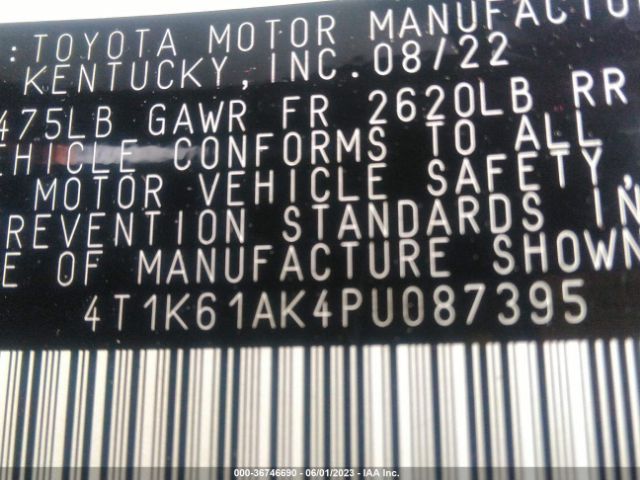 : TOYOTA MOTOR MANUFACTU
KENTUCKY, INC. 08/22
475LB GAWR FR 2620LB RR
EHICLE CONFORMS TO ALL
MOTOR VEHICLE SAFETY,
REVENTION STANDARDS IN
E OF MANUFACTURE SHOWN
4T1K61AK4PU087395
000-36746690 - 06/01/2023 - IAA Inc.